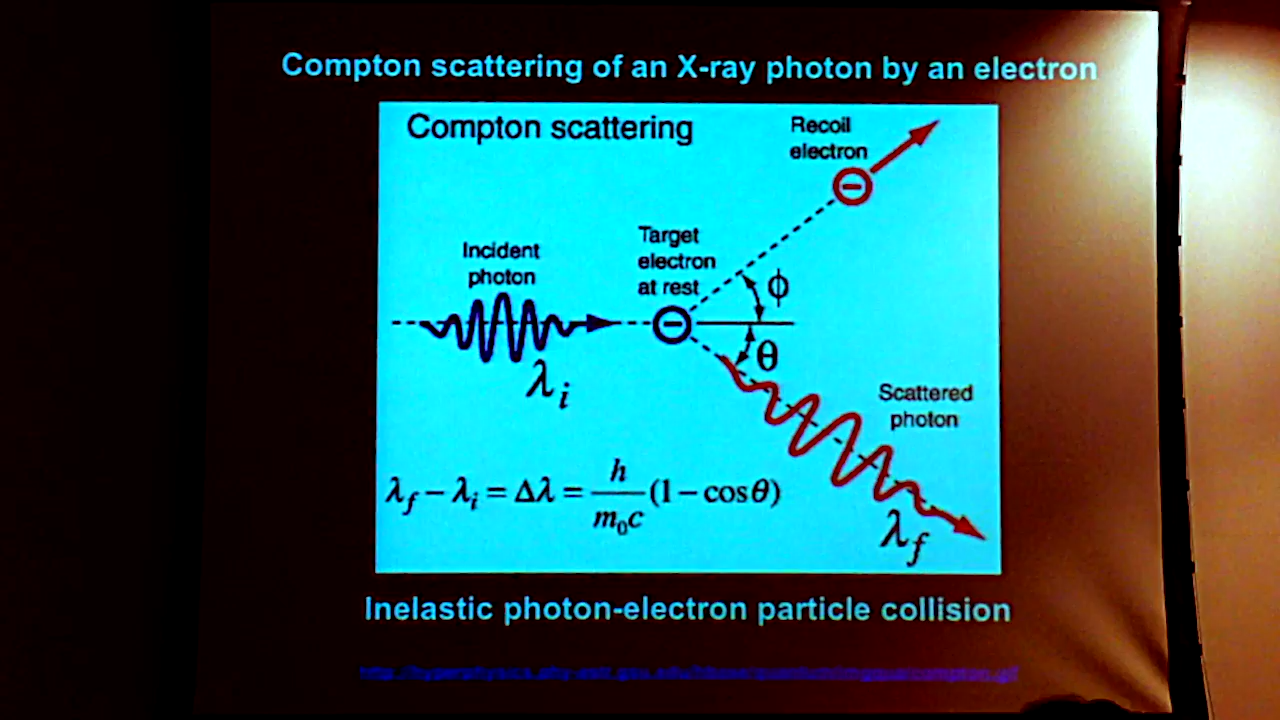 Compton scattering of an X-ray photon by an electron
Compton scattering
Recoil
electron
Incident
photon
Target
electron
at rest
ϕ
θ
λi
Scattered
photon
λf − λi = Δλ = h/m₀c (1 − cosθ)
λf
Inelastic photon-electron particle collision